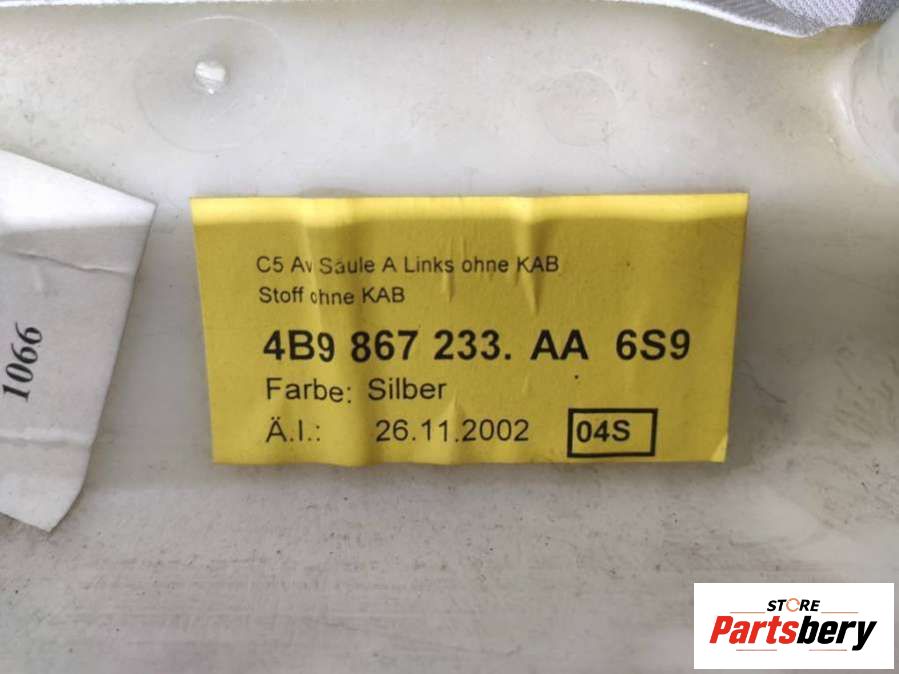 C5 Av Säule A Links ohne KAB
Stoff ohne KAB
4B9 867 233. AA 6S9
Farbe: Silber
Ä.I.: 26.11.2002 04S
1066
STORE
Partsbery